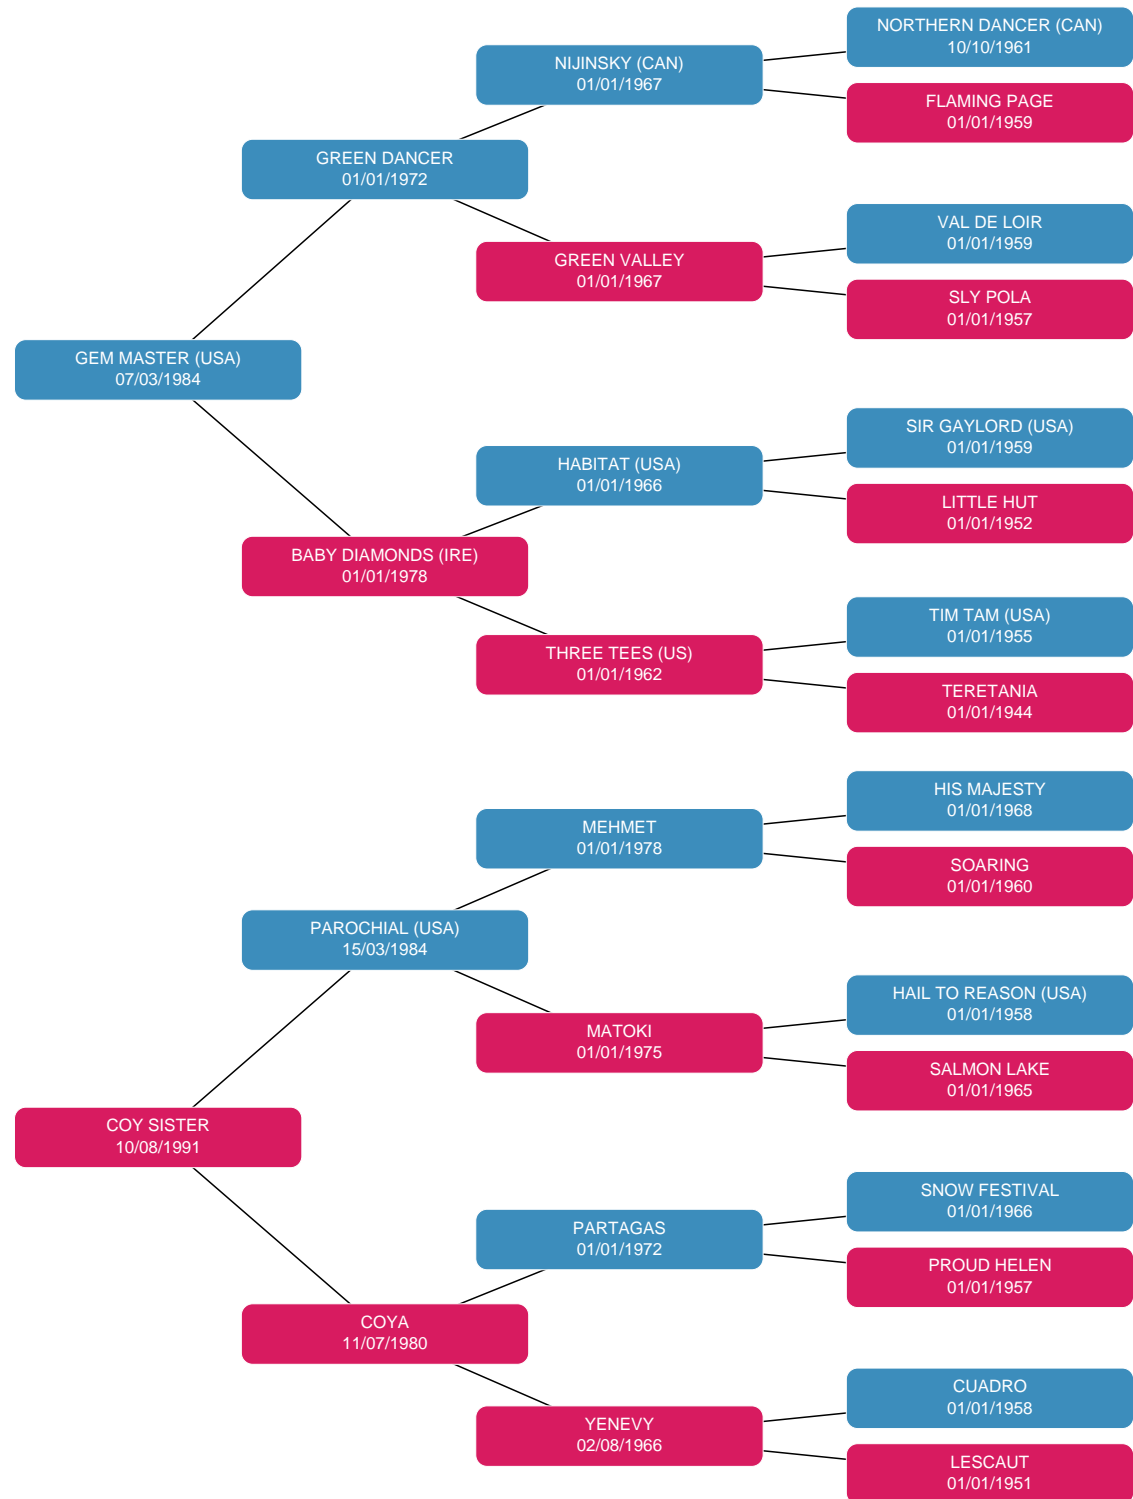 NORTHERN DANCER (CAN)
10/10/1961
NIJINSKY (CAN)
01/01/1967
FLAMING PAGE
01/01/1959
GREEN DANCER
01/01/1972
VAL DE LOIR
01/01/1959
GREEN VALLEY
01/01/1967
SLY POLA
01/01/1957
GEM MASTER (USA)
07/03/1984
SIR GAYLORD (USA)
01/01/1959
HABITAT (USA)
01/01/1966
LITTLE HUT
01/01/1952
BABY DIAMONDS (IRE)
01/01/1978
TIM TAM (USA)
01/01/1955
THREE TEES (US)
01/01/1962
TERETANIA
01/01/1944
HIS MAJESTY
01/01/1968
MEHMET
01/01/1978
SOARING
01/01/1960
PAROCHIAL (USA)
15/03/1984
HAIL TO REASON (USA)
01/01/1958
MATOKI
01/01/1975
SALMON LAKE
01/01/1965
COY SISTER
10/08/1991
SNOW FESTIVAL
01/01/1966
PARTAGAS
01/01/1972
PROUD HELEN
01/01/1957
COYA
11/07/1980
CUADRO
01/01/1958
YENEVY
02/08/1966
LESCAUT
01/01/1951